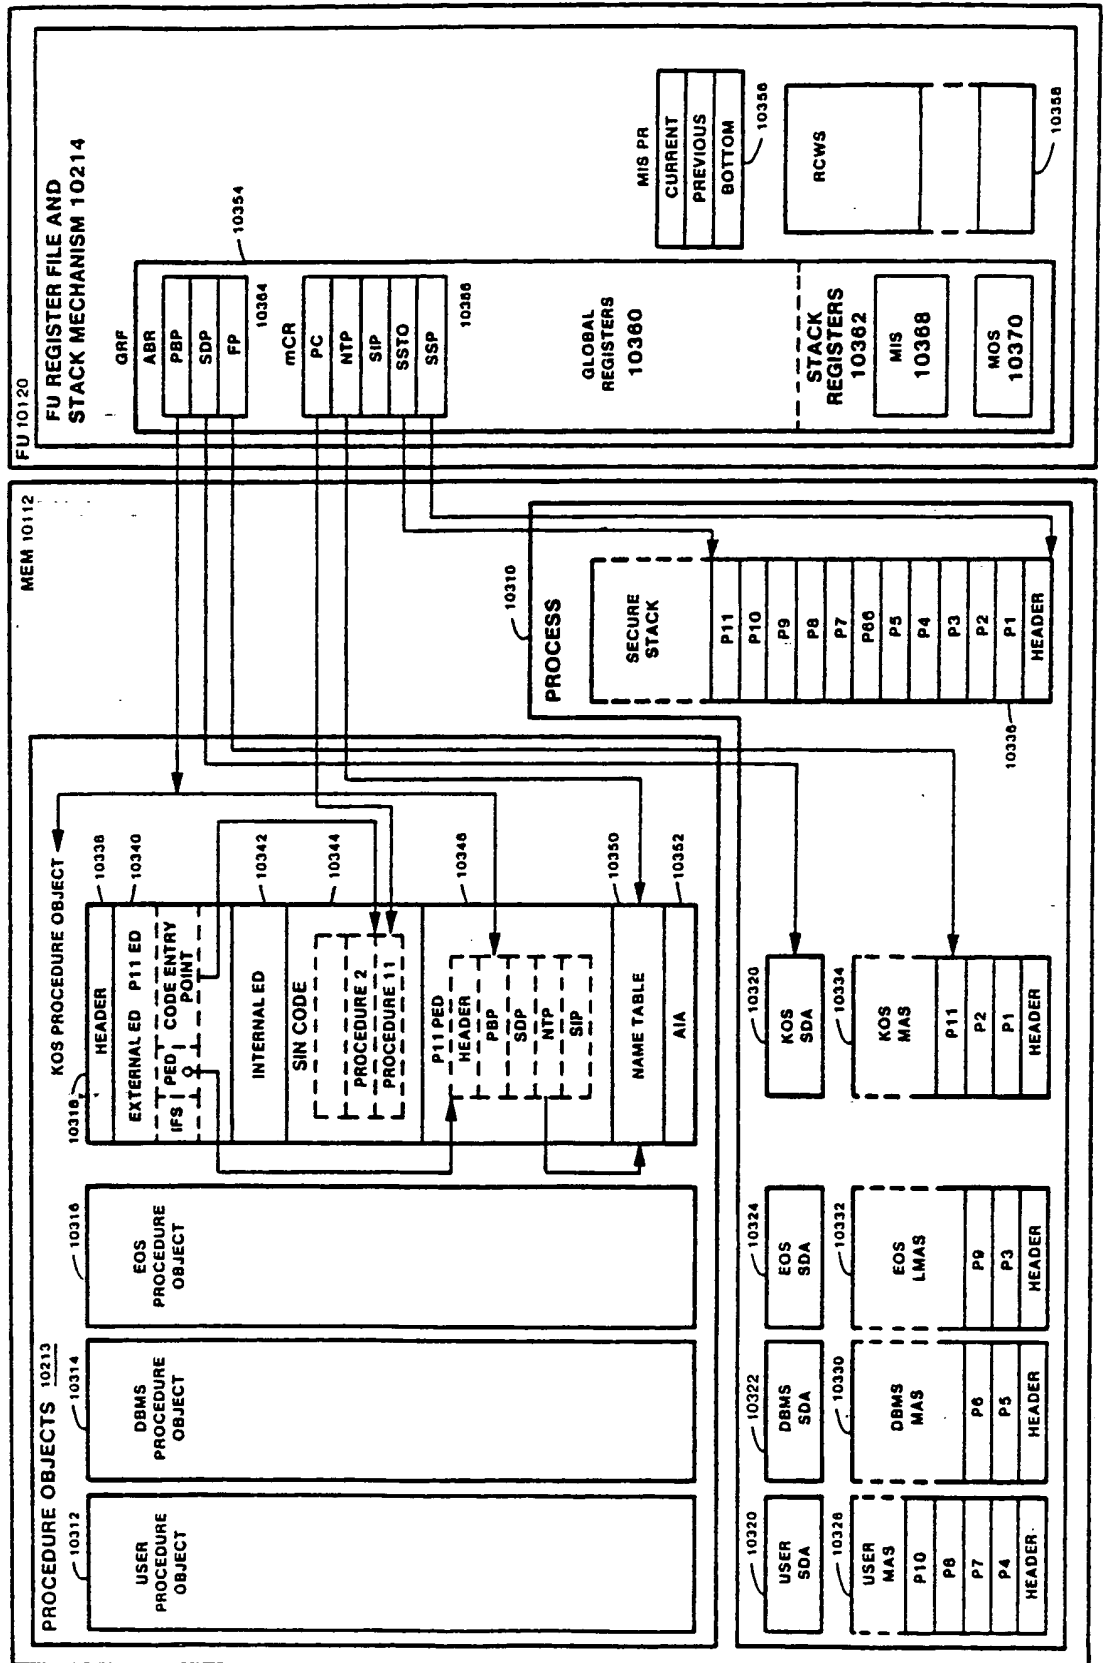 FU 10120
FU REGISTER FILE AND
STACK MECHANISM 10214
GRF
ABR
PBP
SDP
FP
10364
10354
mCR
PC
NTP
SIP
SSTO
SSP
10366
GLOBAL
REGISTERS
10360
STACK
REGISTERS
10362
MIS
10368
MOS
10370
MIS PR
CURRENT
PREVIOUS
BOTTOM
10356
RCWS
10358
MEM 10112
PROCEDURE OBJECTS 10213
10312
USER
PROCEDURE
OBJECT
10314
DBMS
PROCEDURE
OBJECT
10316
EOS
PROCEDURE
OBJECT
KOS PROCEDURE OBJECT
10318
HEADER
10338
EXTERNAL ED P11 ED
10340
IFS
PED
CODE ENTRY
POINT
INTERNAL ED
10342
SIN CODE
10344
PROCEDURE 2
PROCEDURE 11
P11 PED
10346
HEADER
PBP
SDP
NTP
SIP
NAME TABLE
10350
AIA
10352
10310
PROCESS
SECURE
STACK
P11
P10
P9
P8
P7
P66
P5
P4
P3
P2
P1
HEADER
10336
10320
USER
SDA
10322
DBMS
SDA
10324
EOS
SDA
10320
KOS
SDA
10328
USER
MAS
P10
P8
P7
P4
HEADER
10330
DBMS
MAS
P6
P5
HEADER
10332
EOS
LMAS
P9
P3
HEADER
10334
KOS
MAS
P11
P2
P1
HEADER